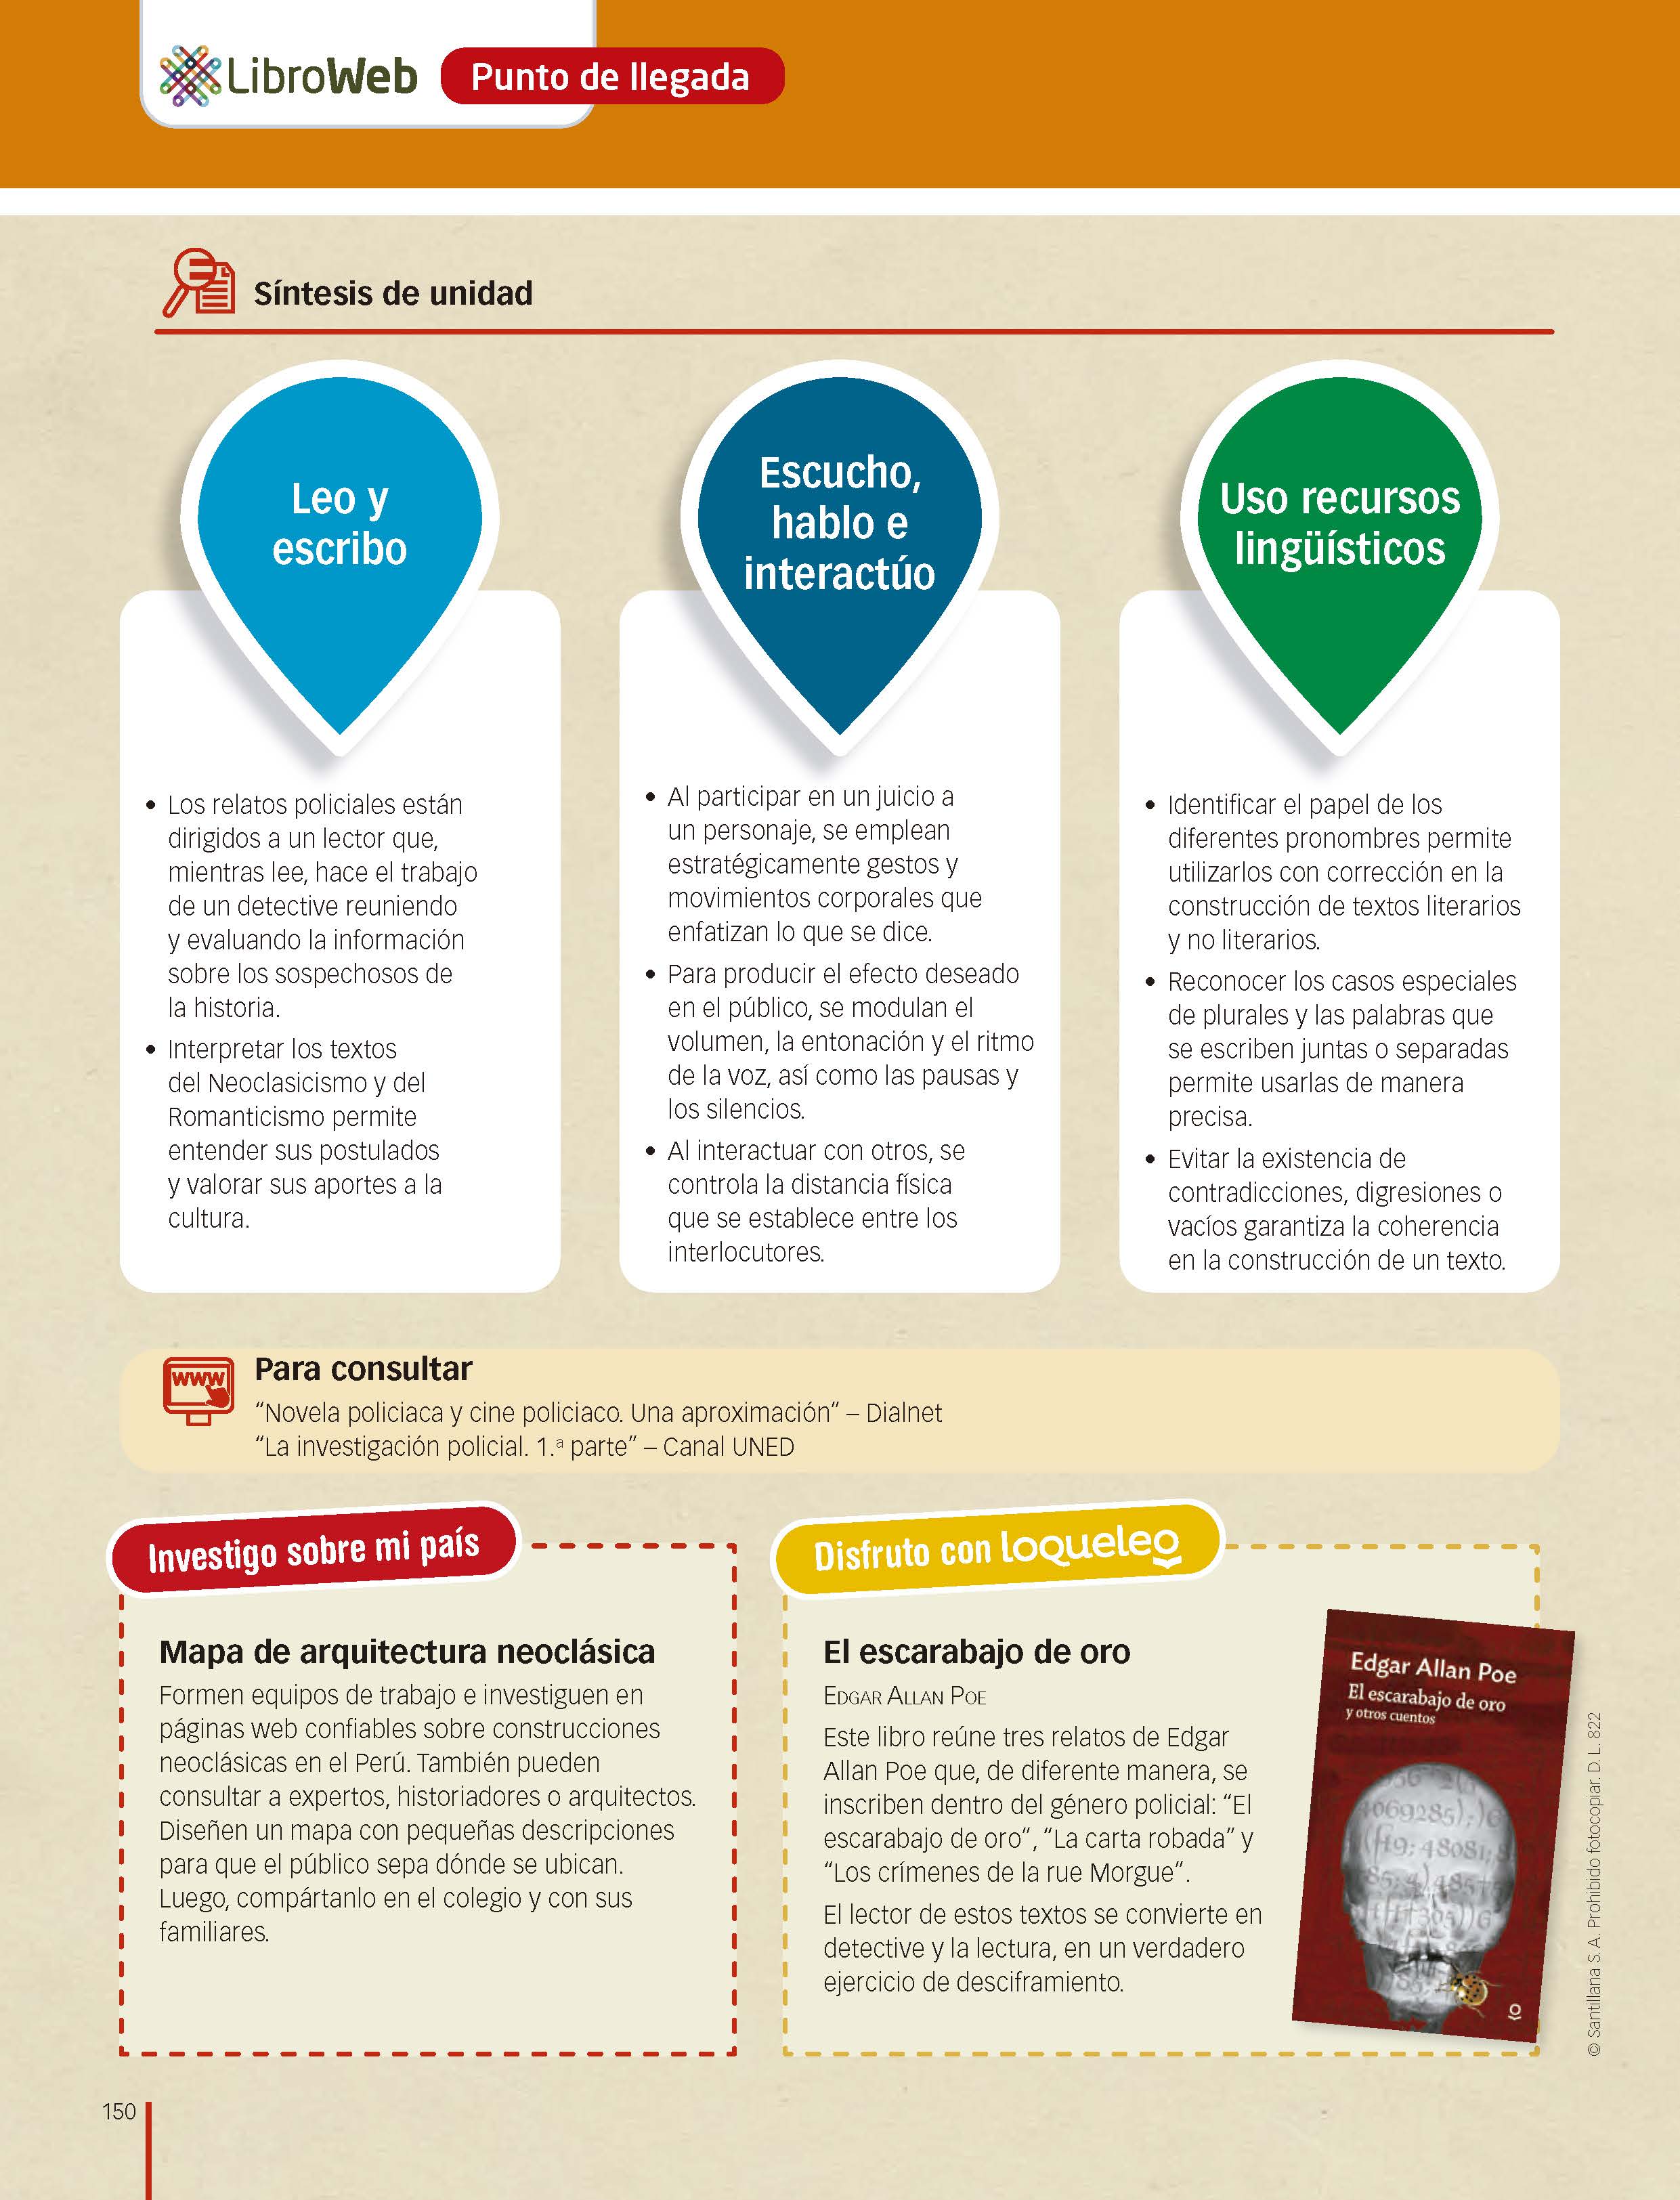 LibroWeb
Punto de llegada
Síntesis de unidad
Leo y
escribo
• Los relatos policiales están
dirigidos a un lector que,
mientras lee, hace el trabajo
de un detective reuniendo
y evaluando la información
sobre los sospechosos de
la historia.
• Interpretar los textos
del Neoclasicismo y del
Romanticismo permite
entender sus postulados
y valorar sus aportes a la
cultura.
Escucho,
hablo e
interactúo
• Al participar en un juicio a
un personaje, se emplean
estratégicamente gestos y
movimientos corporales que
enfatizan lo que se dice.
• Para producir el efecto deseado
en el público, se modulan el
volumen, la entonación y el ritmo
de la voz, así como las pausas y
los silencios.
• Al interactuar con otros, se
controla la distancia física
que se establece entre los
interlocutores.
Uso recursos
lingüísticos
• Identificar el papel de los
diferentes pronombres permite
utilizarlos con corrección en la
construcción de textos literarios
y no literarios.
• Reconocer los casos especiales
de plurales y las palabras que
se escriben juntas o separadas
permite usarlas de manera
precisa.
• Evitar la existencia de
contradicciones, digresiones o
vacíos garantiza la coherencia
en la construcción de un texto.
www
Para consultar
“Novela policiaca y cine policiaco. Una aproximación” – Dialnet
“La investigación policial. 1.ª parte” – Canal UNED
Investigo sobre mi país
Mapa de arquitectura neoclásica
Formen equipos de trabajo e investiguen en
páginas web confiables sobre construcciones
neoclásicas en el Perú. También pueden
consultar a expertos, historiadores o arquitectos.
Diseñen un mapa con pequeñas descripciones
para que el público sepa dónde se ubican.
Luego, compártanlo en el colegio y con sus
familiares.
Disfruto con loqueleo
El escarabajo de oro
EDGAR ALLAN POE
Este libro reúne tres relatos de Edgar
Allan Poe que, de diferente manera, se
inscriben dentro del género policial: “El
escarabajo de oro”, “La carta robada” y
“Los crímenes de la rue Morgue”.
El lector de estos textos se convierte en
detective y la lectura, en un verdadero
ejercicio de desciframiento.
Edgar Allan Poe
El escarabajo de oro
y otros cuentos
© Santillana S. A. Prohibido fotocopiar. D. L. 822
150